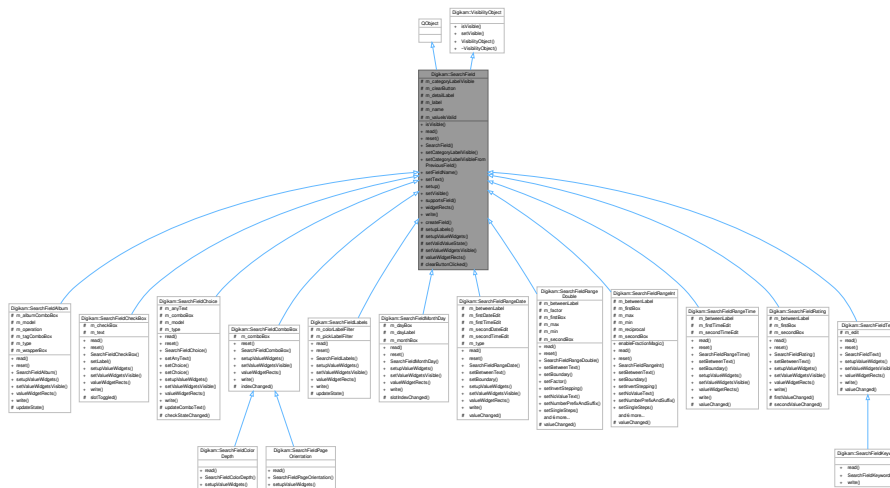 QObject
Digikam::VisibilityObject
+ isVisible()
+ setVisible()
+ VisibilityObject()
+ ~VisibilityObject()
Digikam::SearchField
# m_categoryLabelVisible
# m_clearButton
# m_detailLabel
# m_label
# m_name
# m_valueIsValid
+ isVisible()
+ read()
+ reset()
+ SearchField()
+ setCategoryLabelVisible()
+ setCategoryLabelVisibleFrom
PreviousField()
+ setFieldName()
+ setText()
+ setup()
+ setVisible()
+ supportsField()
+ widgetRects()
+ write()
# createField()
# setupLabels()
# setupValueWidgets()
# setValidValueState()
# setValueWidgetsVisible()
# valueWidgetRects()
# clearButtonClicked()
Digikam::SearchFieldAlbum
# m_albumComboBox
# m_model
# m_operation
# m_tagComboBox
# m_type
# m_wrapperBox
+ read()
+ reset()
+ SearchFieldAlbum()
+ setupValueWidgets()
+ setValueWidgetsVisible()
+ valueWidgetRects()
+ write()
# updateState()
Digikam::SearchFieldCheckBox
# m_checkBox
# m_text
+ read()
+ reset()
+ SearchFieldCheckBox()
+ setLabel()
+ setupValueWidgets()
+ setValueWidgetsVisible()
+ valueWidgetRects()
+ write()
# slotToggled()
Digikam::SearchFieldChoice
# m_anyText
# m_comboBox
# m_model
# m_type
+ read()
+ reset()
+ SearchFieldChoice()
+ setAnyText()
+ setChoice()
+ setChoice()
+ setupValueWidgets()
+ setValueWidgetsVisible()
+ valueWidgetRects()
+ write()
# updateComboText()
# checkStateChanged()
Digikam::SearchFieldComboBox
# m_comboBox
+ reset()
+ SearchFieldComboBox()
+ setupValueWidgets()
+ setValueWidgetsVisible()
+ valueWidgetRects()
+ write()
# indexChanged()
Digikam::SearchFieldLabels
# m_colorLabelFilter
# m_pickLabelFilter
+ read()
+ reset()
+ SearchFieldLabels()
+ setupValueWidgets()
+ setValueWidgetsVisible()
+ valueWidgetRects()
+ write()
# updateState()
Digikam::SearchFieldMonthDay
# m_dayBox
# m_dayLabel
# m_monthBox
+ read()
+ reset()
+ SearchFieldMonthDay()
+ setupValueWidgets()
+ setValueWidgetsVisible()
+ valueWidgetRects()
+ write()
# slotIndexChanged()
Digikam::SearchFieldRangeDate
# m_betweenLabel
# m_firstDateEdit
# m_firstTimeEdit
# m_secondDateEdit
# m_secondTimeEdit
# m_type
+ read()
+ reset()
+ SearchFieldRangeDate()
+ setBetweenText()
+ setBoundary()
+ setupValueWidgets()
+ setValueWidgetsVisible()
+ valueWidgetRects()
+ write()
# valueChanged()
Digikam::SearchFieldRange
Double
# m_betweenLabel
# m_factor
# m_firstBox
# m_max
# m_min
# m_secondBox
+ read()
+ reset()
+ SearchFieldRangeDouble()
+ setBetweenText()
+ setBoundary()
+ setFactor()
+ setInvertStepping()
+ setNoValueText()
+ setNumberPrefixAndSuffix()
+ setSingleSteps()
and 4 more...
# valueChanged()
Digikam::SearchFieldRangeInt
# m_betweenLabel
# m_firstBox
# m_max
# m_min
# m_reciprocal
# m_secondBox
+ enableFractionMagic()
+ read()
+ reset()
+ SearchFieldRangeInt()
+ setBetweenText()
+ setBoundary()
+ setInvertStepping()
+ setNoValueText()
+ setNumberPrefixAndSuffix()
+ setSingleSteps()
and 4 more...
# valueChanged()
Digikam::SearchFieldRangeTime
# m_betweenLabel
# m_firstTimeEdit
# m_secondTimeEdit
+ read()
+ reset()
+ SearchFieldRangeTime()
+ setBetweenText()
+ setBoundary()
+ setupValueWidgets()
+ setValueWidgetsVisible()
+ valueWidgetRects()
+ write()
# valueChanged()
Digikam::SearchFieldRating
# m_betweenLabel
# m_firstBox
# m_secondBox
+ read()
+ reset()
+ SearchFieldRating()
+ setBetweenText()
+ setupValueWidgets()
+ setValueWidgetsVisible()
+ valueWidgetRects()
+ write()
# firstValueChanged()
# secondValueChanged()
Digikam::SearchFieldTe
# m_edit
+ read()
+ reset()
+ SearchFieldText()
+ setupValueWidgets()
+ setValueWidgetsVisible
+ valueWidgetRects()
+ write()
# valueChanged()
Digikam::SearchFieldColor
Depth
+ read()
+ SearchFieldColorDepth()
+ setupValueWidgets()
Digikam::SearchFieldPage
Orientation
+ read()
+ SearchFieldPageOrientation()
+ setupValueWidgets()
Digikam::SearchFieldKeyw
+ read()
+ SearchFieldKeyword
+ write()